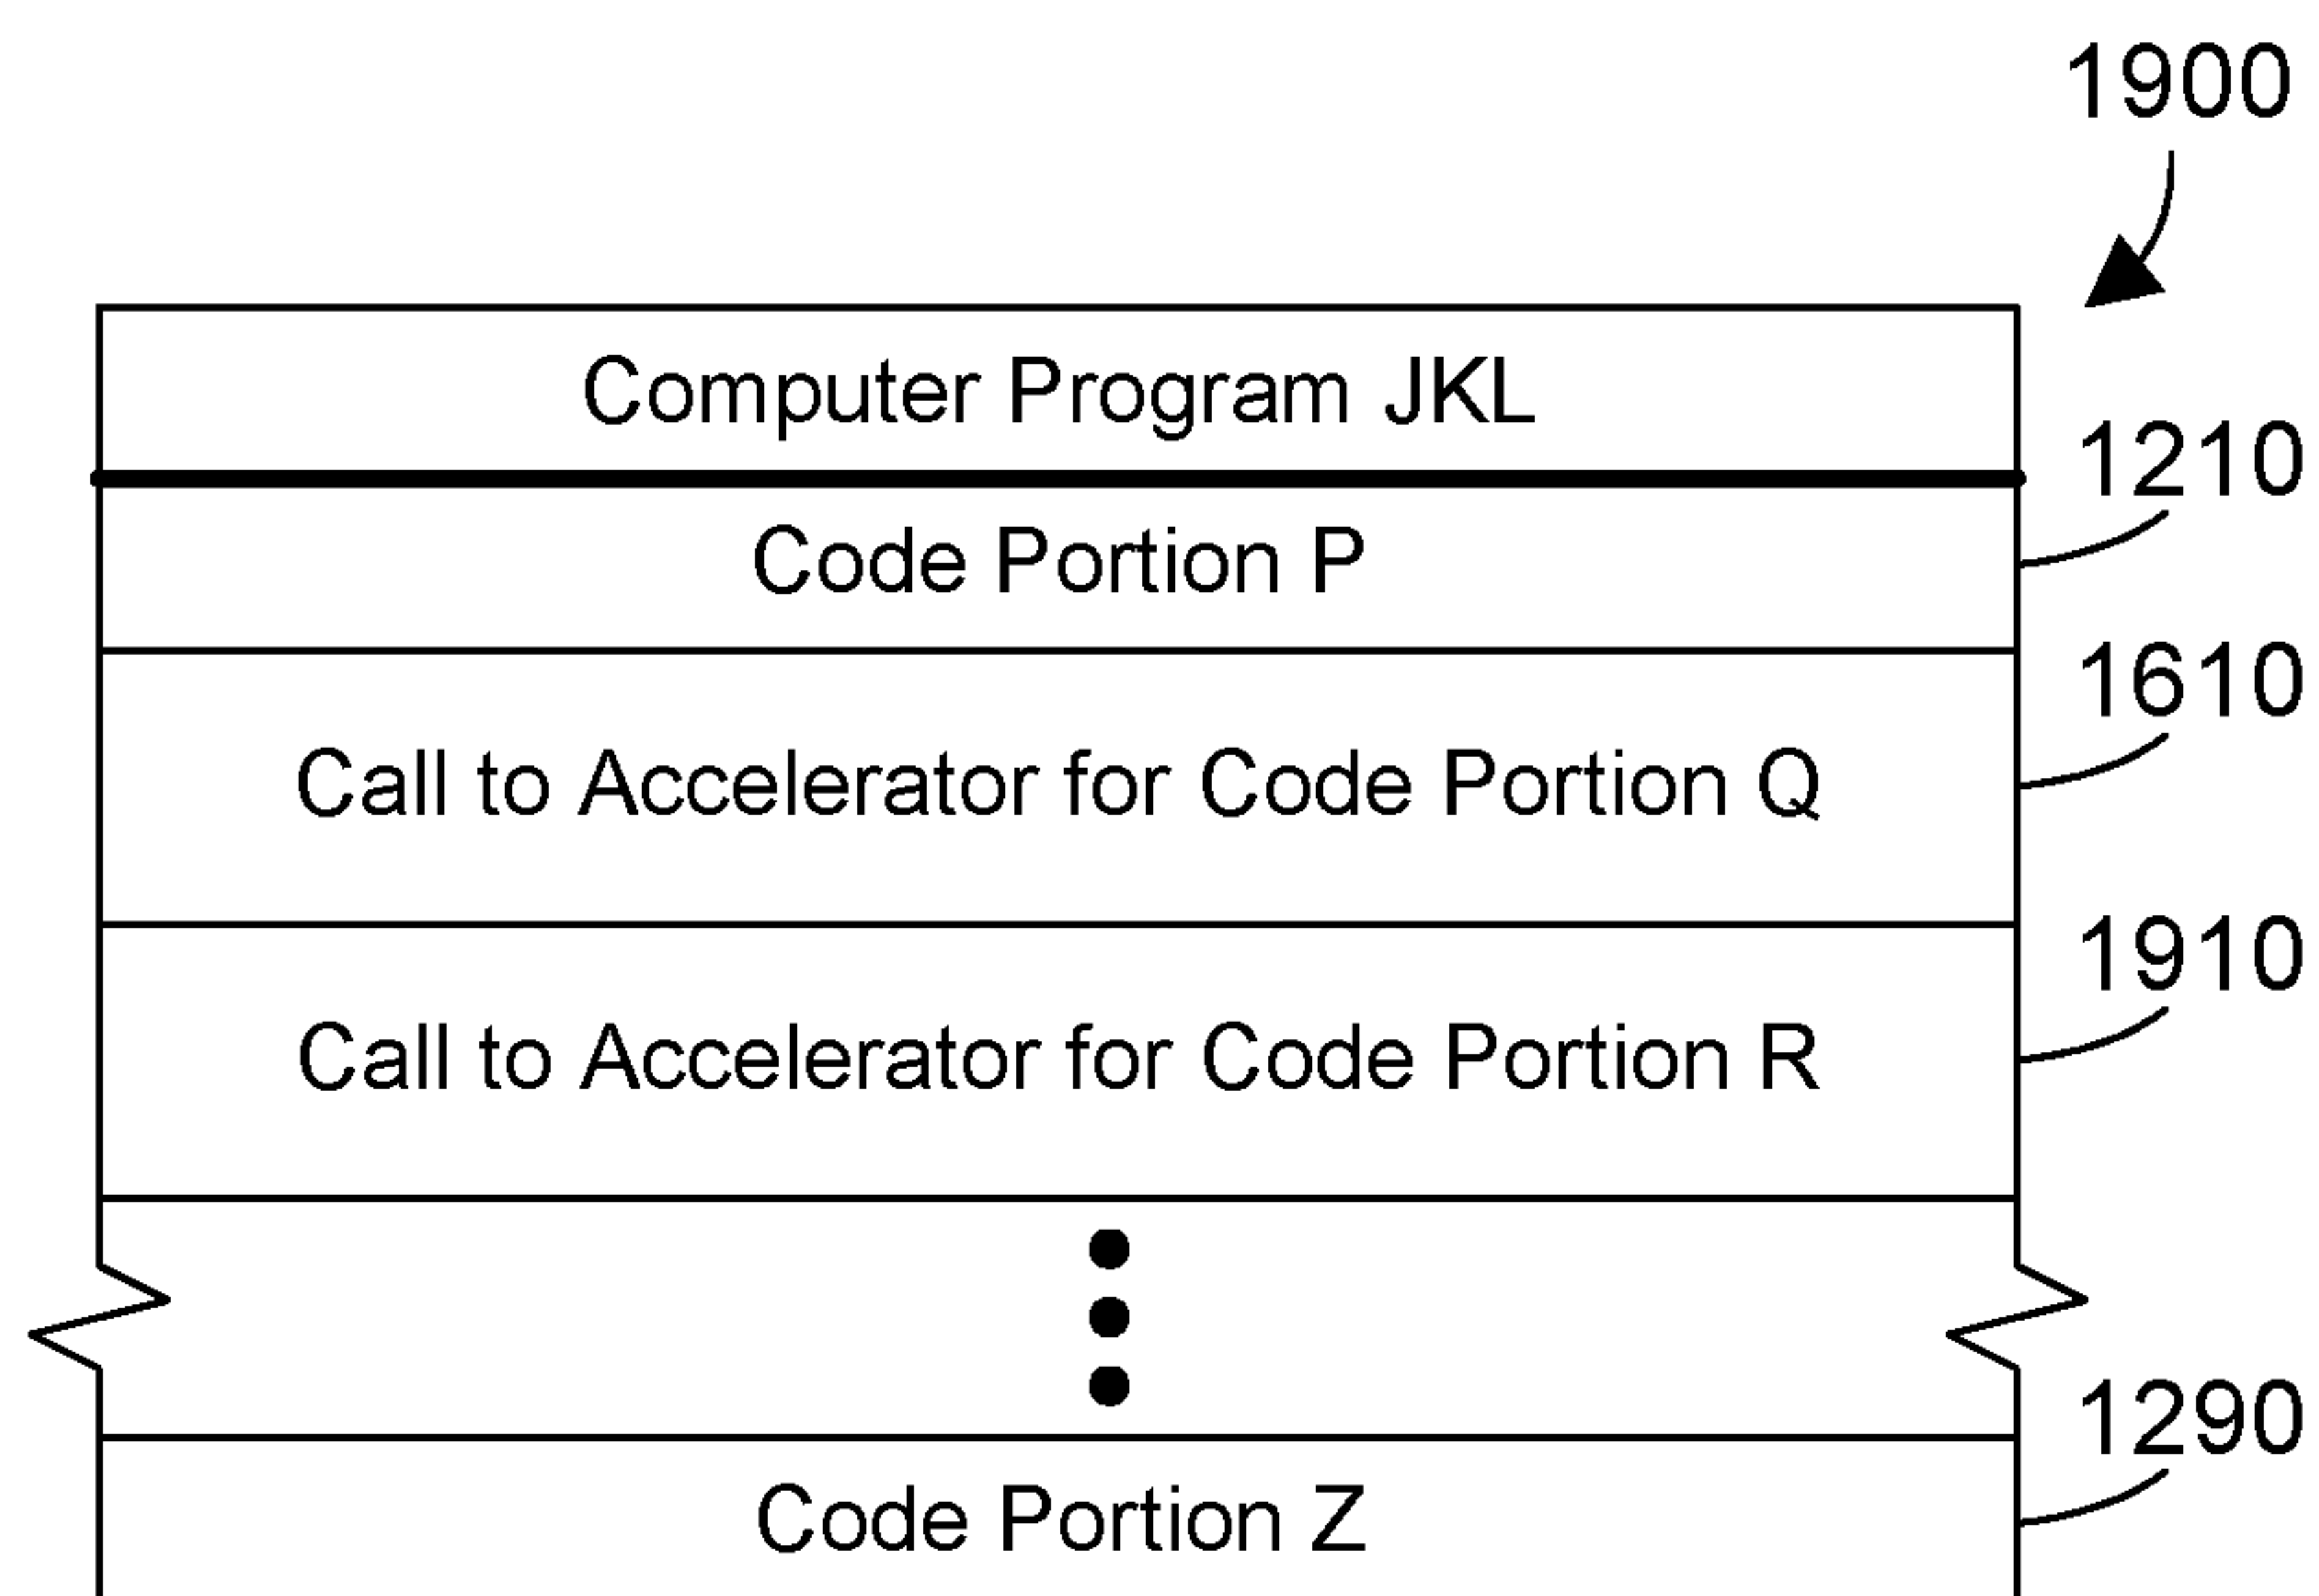 1900
Computer Program JKL
1210
Code Portion P
1610
Call to Accelerator for Code Portion Q
1910
Call to Accelerator for Code Portion R
1290
Code Portion Z